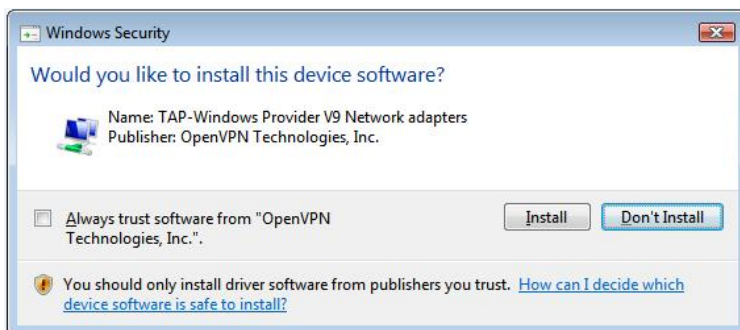 Windows Security
Would you like to install this device software?
Name: TAP-Windows Provider V9 Network adapters
Publisher: OpenVPN Technologies, Inc.
Always trust software from "OpenVPN
Technologies, Inc.".
Install
Don't Install
You should only install driver software from publishers you trust. How can I decide which
device software is safe to install?